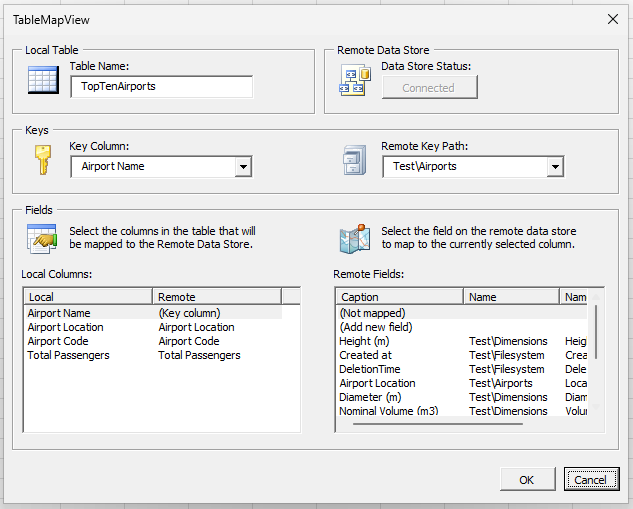 TableMapView
Local Table
Table Name:
TopTenAirports
Remote Data Store
Data Store Status:
Connected
Keys
Key Column:
Airport Name
Remote Key Path:
Test\Airports
Fields
Select the columns in the table that will
be mapped to the Remote Data Store.
Select the field on the remote data store
to map to the currently selected column.
Local Columns:
Local Remote
Airport Name (Key column)
Airport Location Airport Location
Airport Code Airport Code
Total Passengers Total Passengers
Remote Fields:
Caption Name Nam
(Not mapped)
(Add new field)
Height (m) Test\Dimensions Heig
Created at Test\Filesystem Crea
DeletionTime Test\Filesystem Dele
Airport Location Test\Airports Loca
Diameter (m) Test\Dimensions Diam
Nominal Volume (m3) Test\Dimensions Volu
OK
Cancel